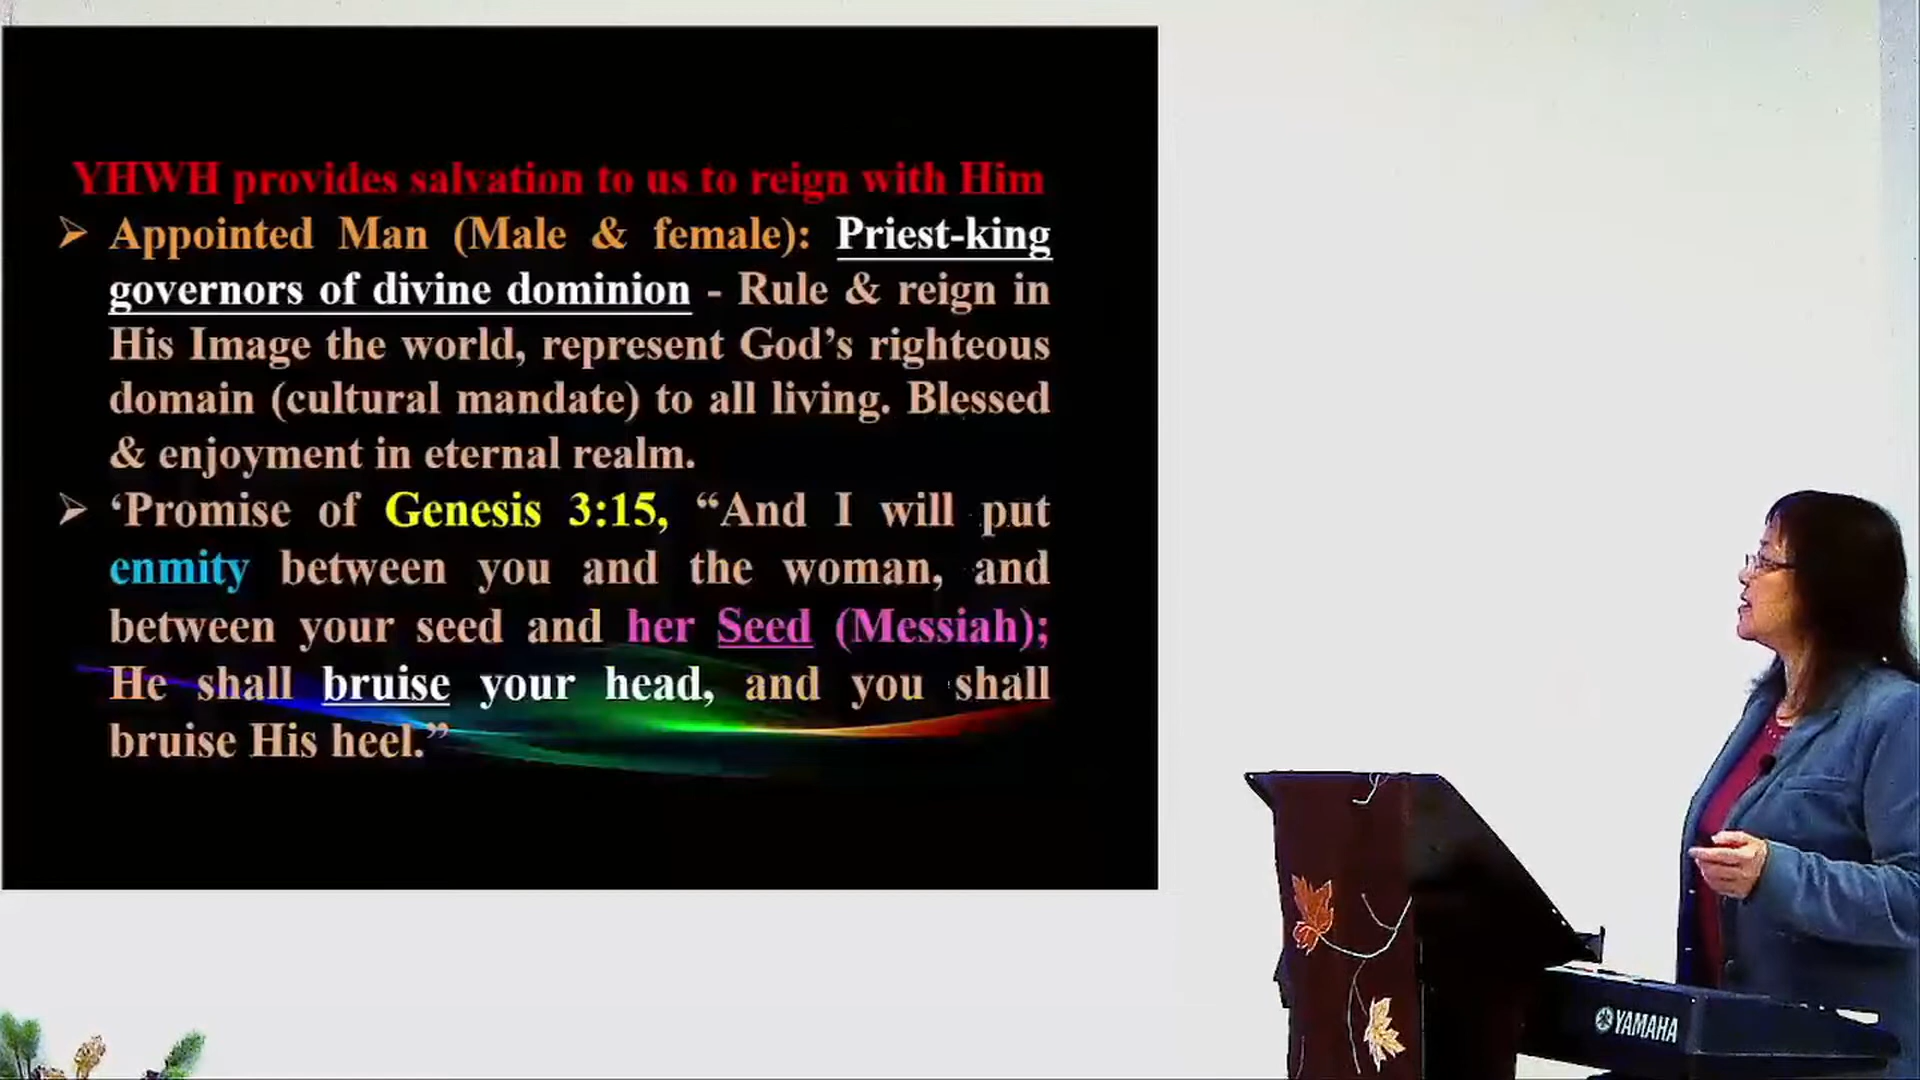 YHWH provides salvation to us to reign with Him
➢ Appointed Man (Male & female): Priest-king
governors of divine dominion - Rule & reign in
His Image the world, represent God’s righteous
domain (cultural mandate) to all living. Blessed
& enjoyment in eternal realm.
➢ ‘Promise of Genesis 3:15, “And I will put
enmity between you and the woman, and
between your seed and her Seed (Messiah);
He shall bruise your head, and you shall
bruise His heel.”
YAMAHA